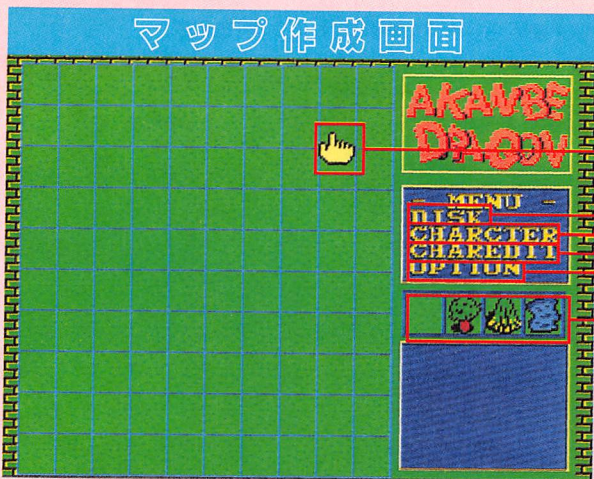 マップ作成画面
AKANBE
DRAGON
- MENU -
DISK
CHARCTER
CHAREDIT
OPTION